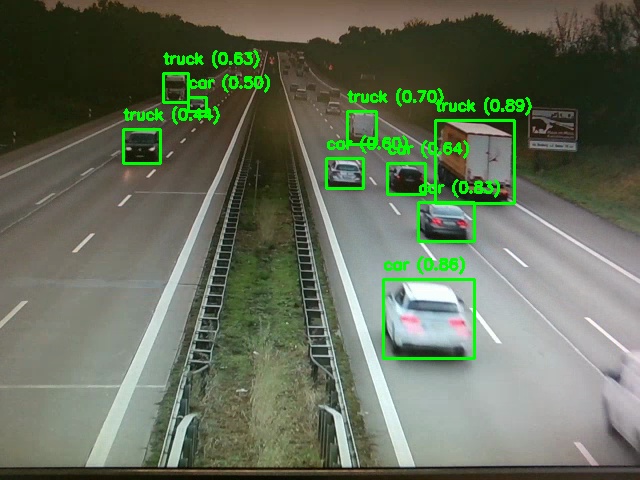 truck (0.63)
car (0.50)
truck (0.44)
truck (0.70)
truck (0.89)
car (0.60)
car (0.64)
car (0.83)
car (0.86)